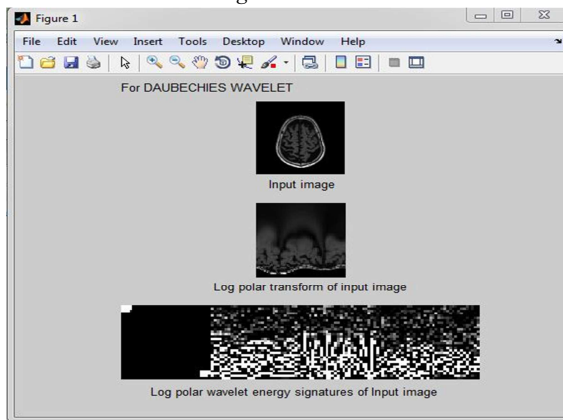 Figure 1
File Edit View Insert Tools Desktop Window Help
For DAUBECHIES WAVELET
Input image
Log polar transform of input image
Log polar wavelet energy signatures of Input image